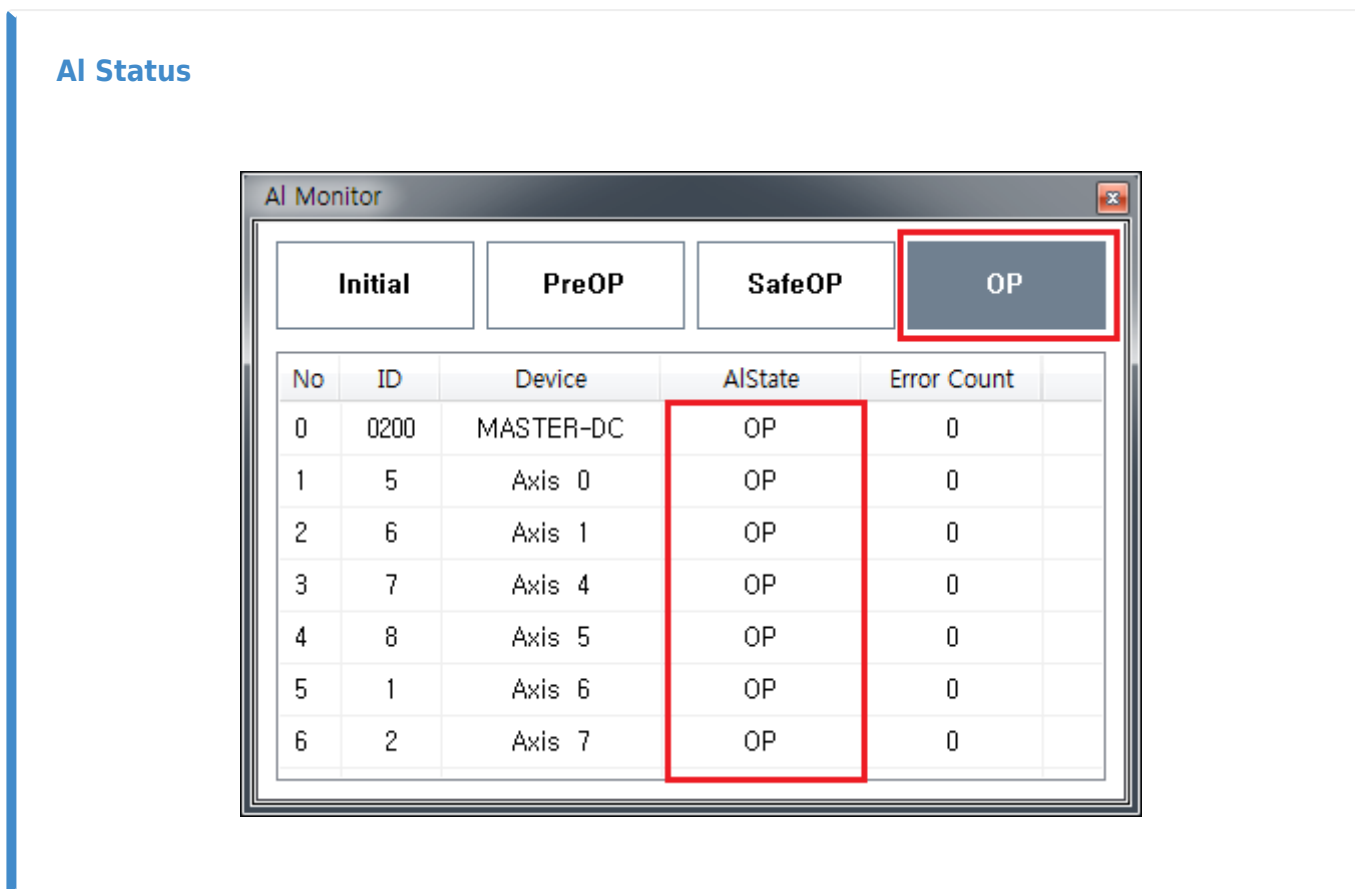 Al Status
Al Monitor
Initial PreOP SafeOP OP
No ID Device AlState Error Count
0 0200 MASTER-DC OP 0
1 5 Axis 0 OP 0
2 6 Axis 1 OP 0
3 7 Axis 4 OP 0
4 8 Axis 5 OP 0
5 1 Axis 6 OP 0
6 2 Axis 7 OP 0